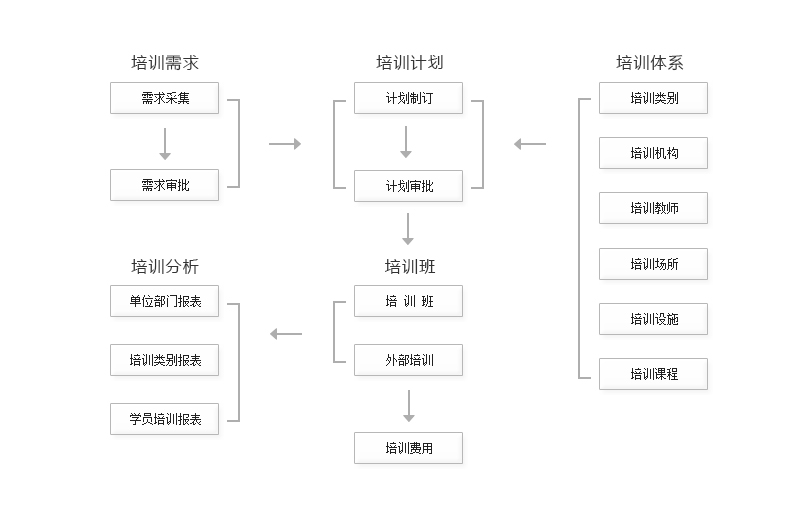 培训需求
需求采集
需求审批
培训计划
计划制订
计划审批
培训体系
培训类别
培训机构
培训教师
培训场所
培训设施
培训课程
培训分析
单位部门报表
培训类别报表
学员培训报表
培训班
培 训 班
外部培训
培训费用